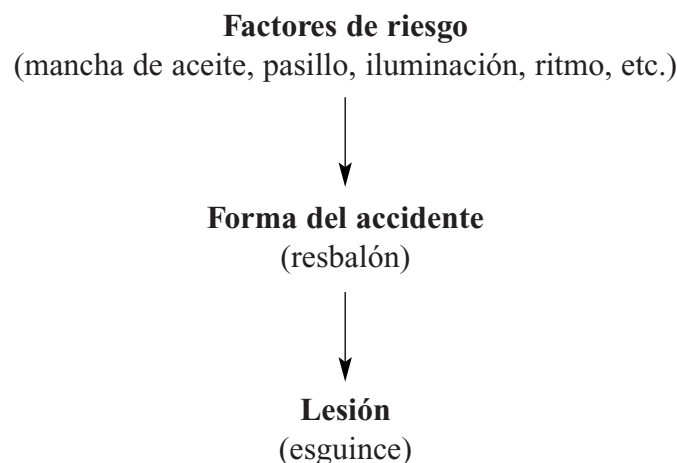 Factores de riesgo
(mancha de aceite, pasillo, iluminación, ritmo, etc.)
Forma del accidente
(resbalón)
Lesión
(esguince)